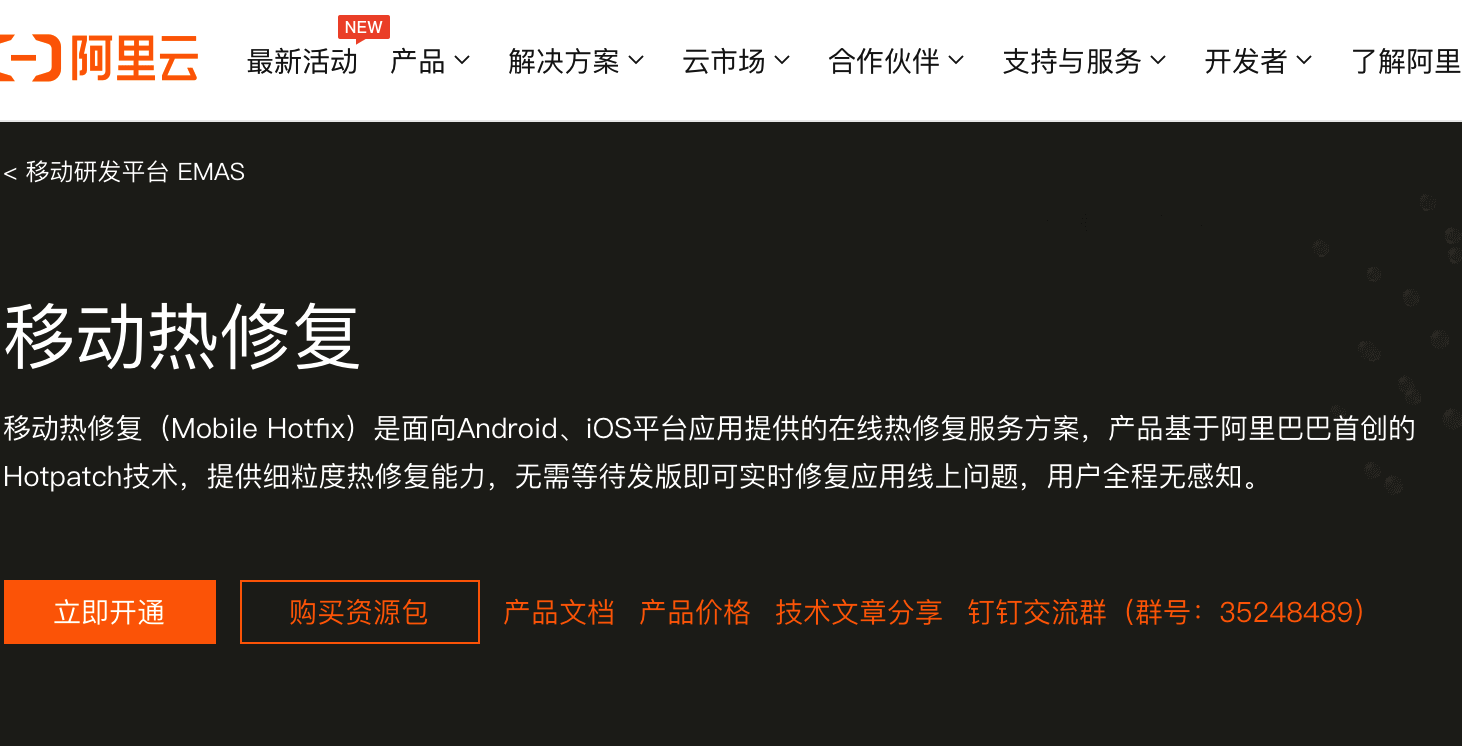 阿里云 最新活动 NEW 产品 解决方案 云市场 合作伙伴 支持与服务 开发者 了解阿里
< 移动研发平台 EMAS
移动热修复
移动热修复（Mobile Hotfix）是面向Android、iOS平台应用提供的在线热修复服务方案，产品基于阿里巴巴首创的
Hotpatch技术，提供细粒度热修复能力，无需等待发版即可实时修复应用线上问题，用户全程无感知。
立即开通 购买资源包 产品文档 产品价格 技术文章分享 钉钉交流群（群号：35248489）